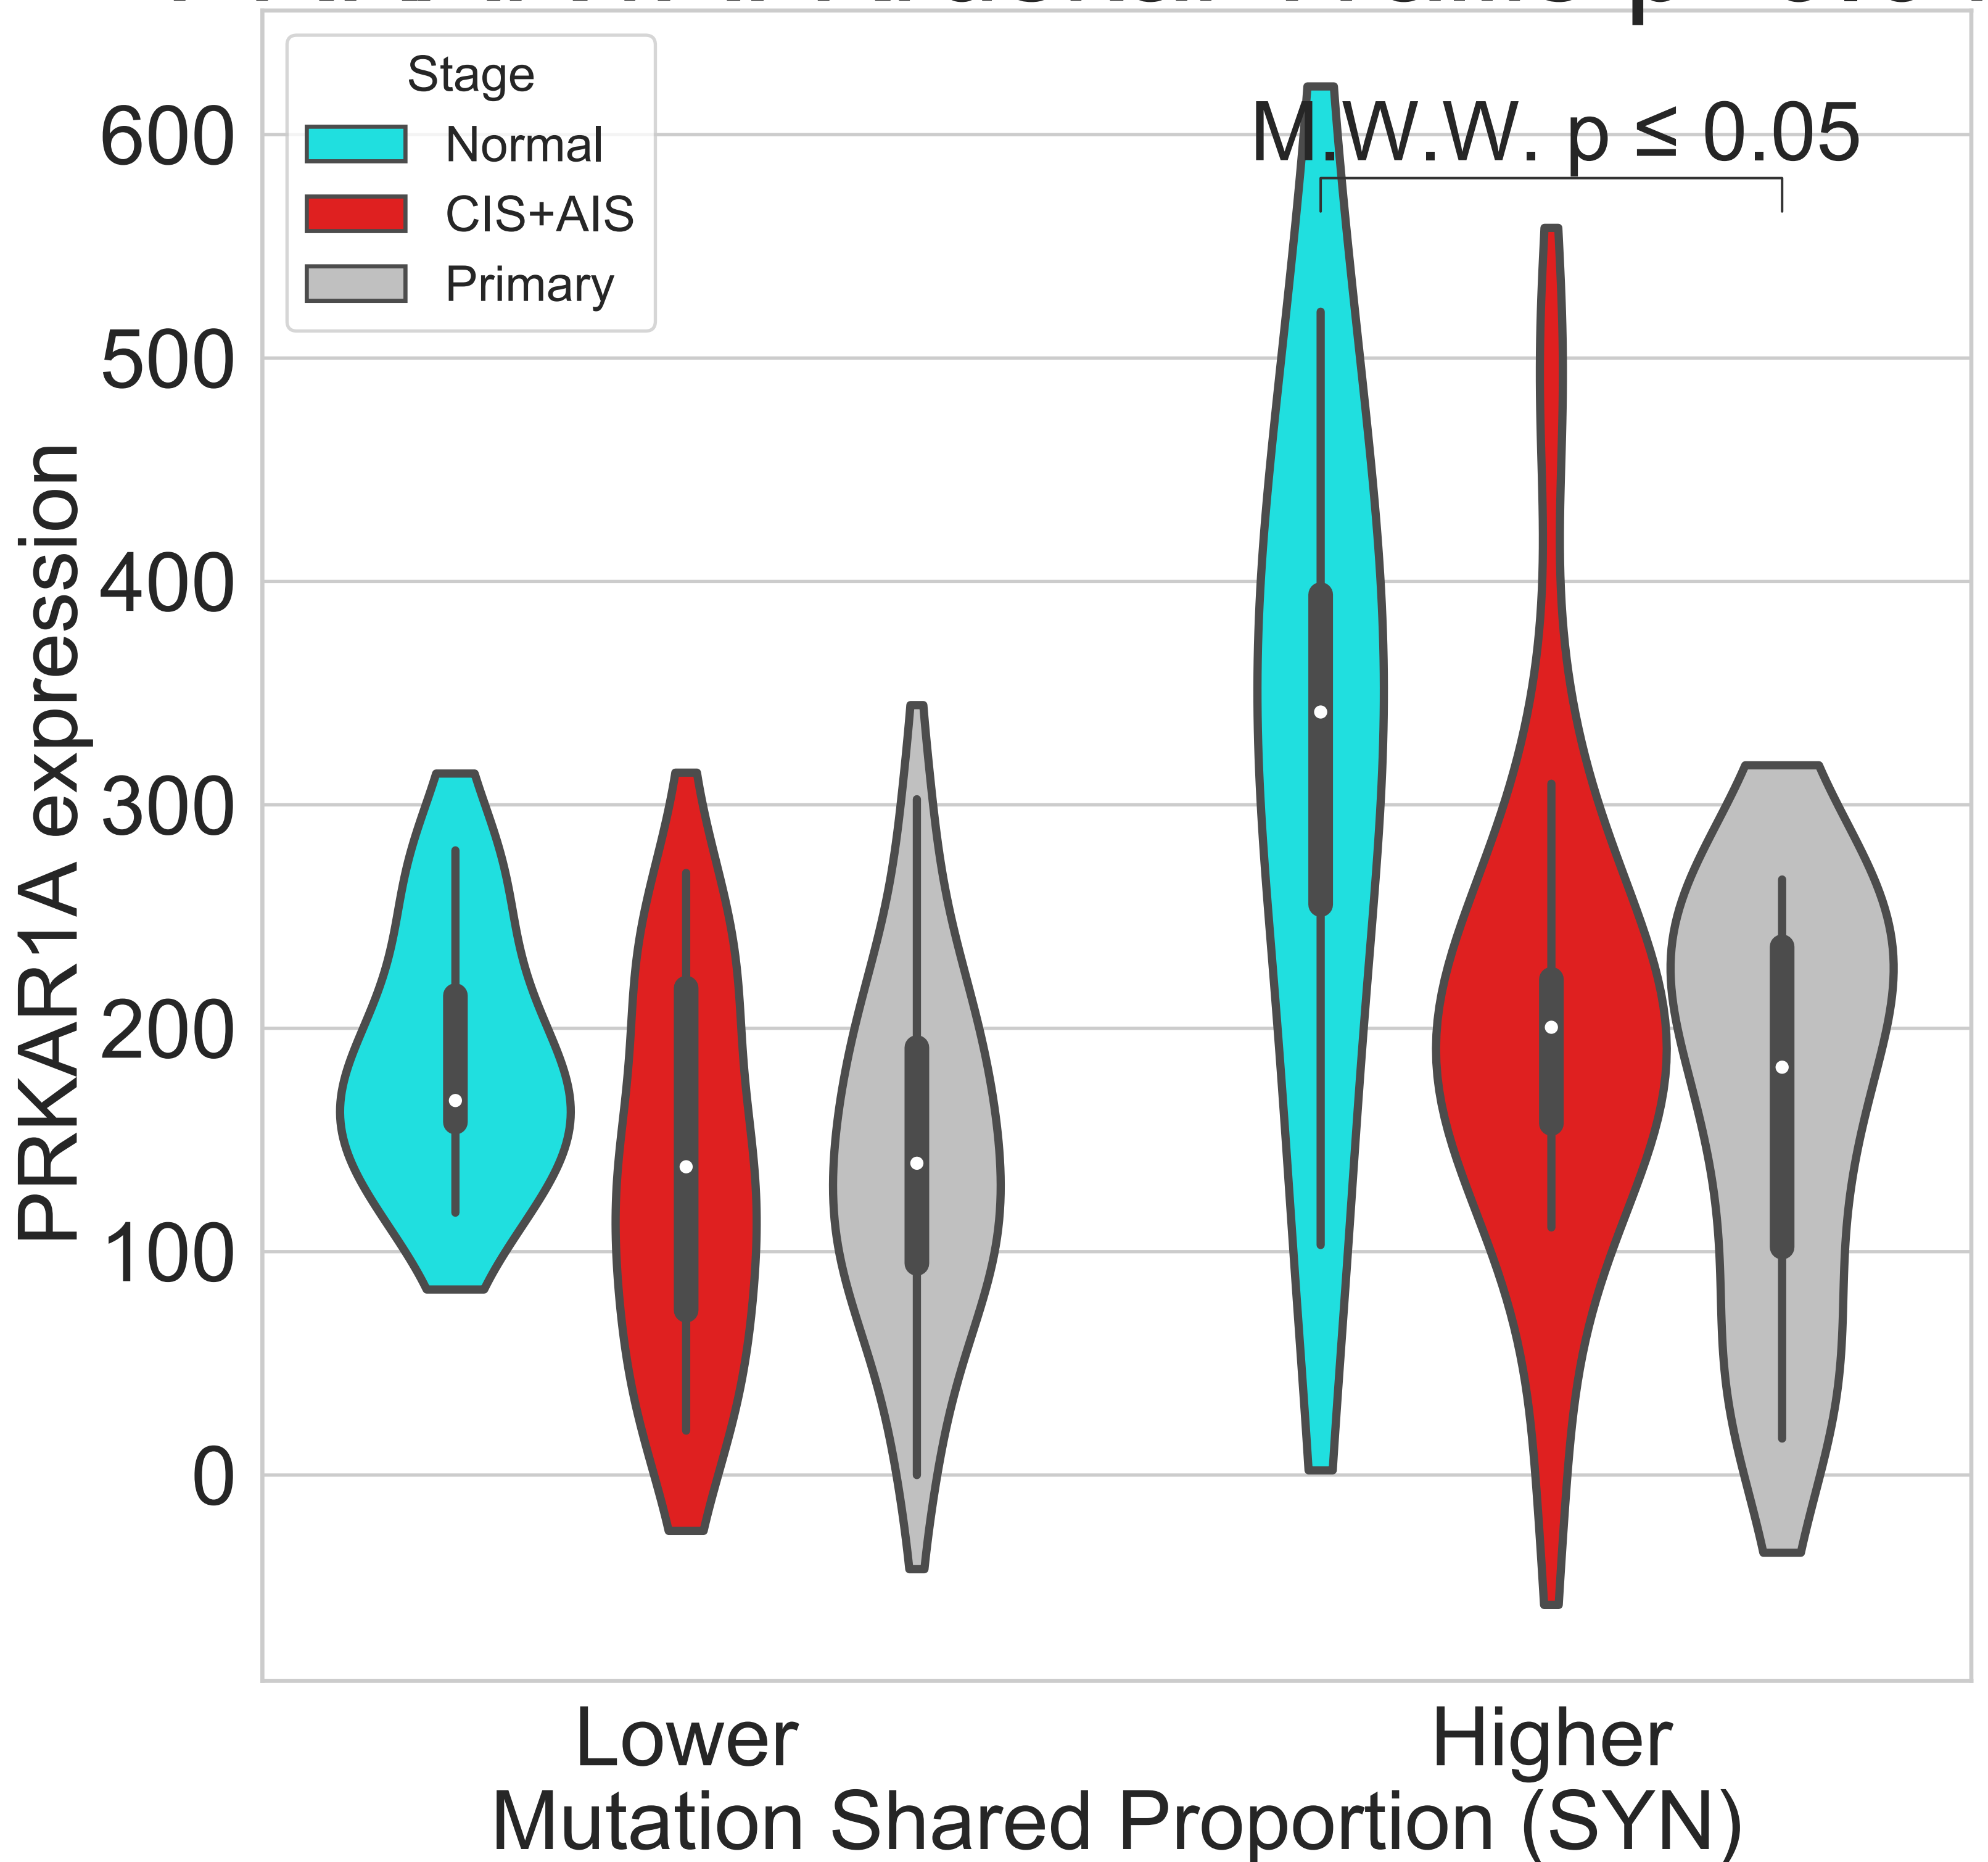 Stage
Normal
CIS+AIS
Primary
M.W.W. p ≤ 0.05
600
500
400
300
200
100
0
PRKAR1A expression
Lower
Higher
Mutation Shared Proportion (SYN)